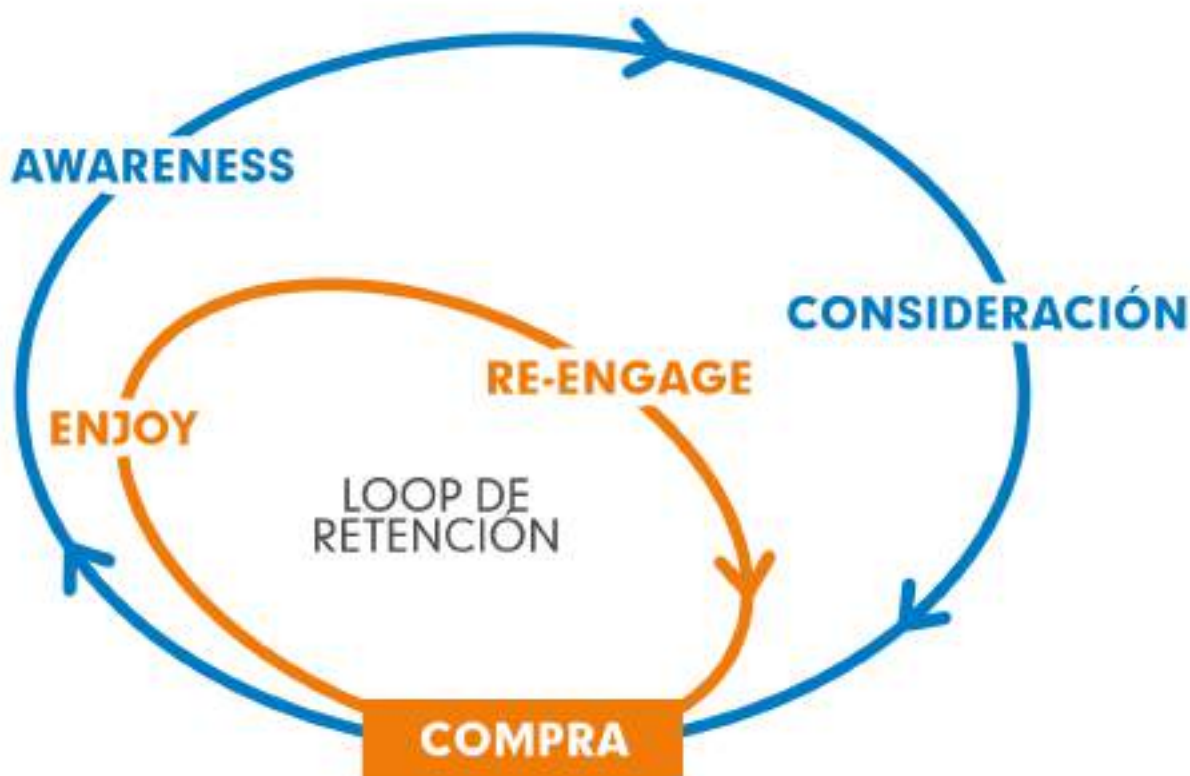 AWARENESS
CONSIDERACIÓN
RE-ENGAGE
ENJOY
LOOP DE
RETENCIÓN
COMPRA